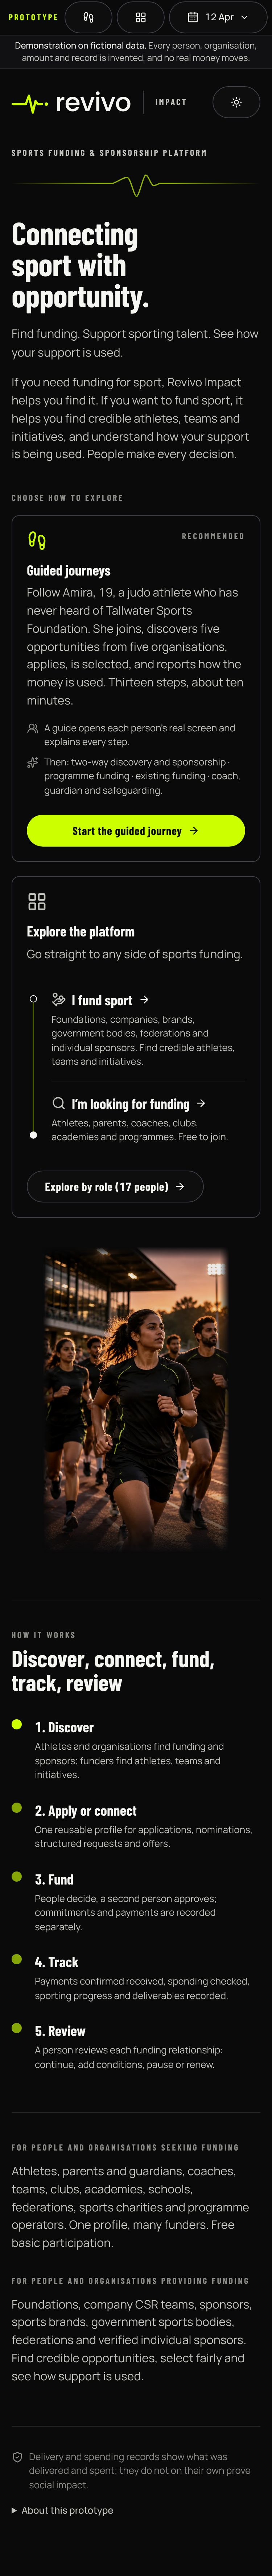 PROTOTYPE
12 Apr
Demonstration on fictional data. Every person, organisation,
amount and record is invented, and no real money moves.
revivo
IMPACT
SPORTS FUNDING & SPONSORSHIP PLATFORM
Connecting
sport with
opportunity.
Find funding. Support sporting talent. See how
your support is used.
If you need funding for sport, Revivo Impact
helps you find it. If you want to fund sport, it
helps you find credible athletes, teams and
initiatives, and understand how your support
is being used. People make every decision.
CHOOSE HOW TO EXPLORE
RECOMMENDED
Guided journeys
Follow Amira, 19, a judo athlete who has
never heard of Tallwater Sports
Foundation. She joins, discovers five
opportunities from five organisations,
applies, is selected, and reports how the
money is used. Thirteen steps, about ten
minutes.
A guide opens each person's real screen and
explains every step.
Then: two-way discovery and sponsorship ·
programme funding · existing funding · coach,
guardian and safeguarding.
Start the guided journey →
Explore the platform
Go straight to any side of sports funding.
I fund sport →
Foundations, companies, brands,
government bodies, federations and
individual sponsors. Find credible athletes,
teams and initiatives.
I'm looking for funding →
Athletes, parents, coaches, clubs,
academies and programmes. Free to join.
Explore by role (17 people) →
HOW IT WORKS
Discover, connect, fund,
track, review
1. Discover
Athletes and organisations find funding and
sponsors; funders find athletes, teams and
initiatives.
2. Apply or connect
One reusable profile for applications, nominations,
structured requests and offers.
3. Fund
People decide, a second person approves;
commitments and payments are recorded
separately.
4. Track
Payments confirmed received, spending checked,
sporting progress and deliverables recorded.
5. Review
A person reviews each funding relationship:
continue, add conditions, pause or renew.
FOR PEOPLE AND ORGANISATIONS SEEKING FUNDING
Athletes, parents and guardians, coaches,
teams, clubs, academies, schools,
federations, sports charities and programme
operators. One profile, many funders. Free
basic participation.
FOR PEOPLE AND ORGANISATIONS PROVIDING FUNDING
Foundations, company CSR teams, sponsors,
sports brands, government sports bodies,
federations and verified individual sponsors.
Find credible opportunities, select fairly and
see how support is used.
Delivery and spending records show what was
delivered and spent; they do not on their own prove
social impact.
About this prototype